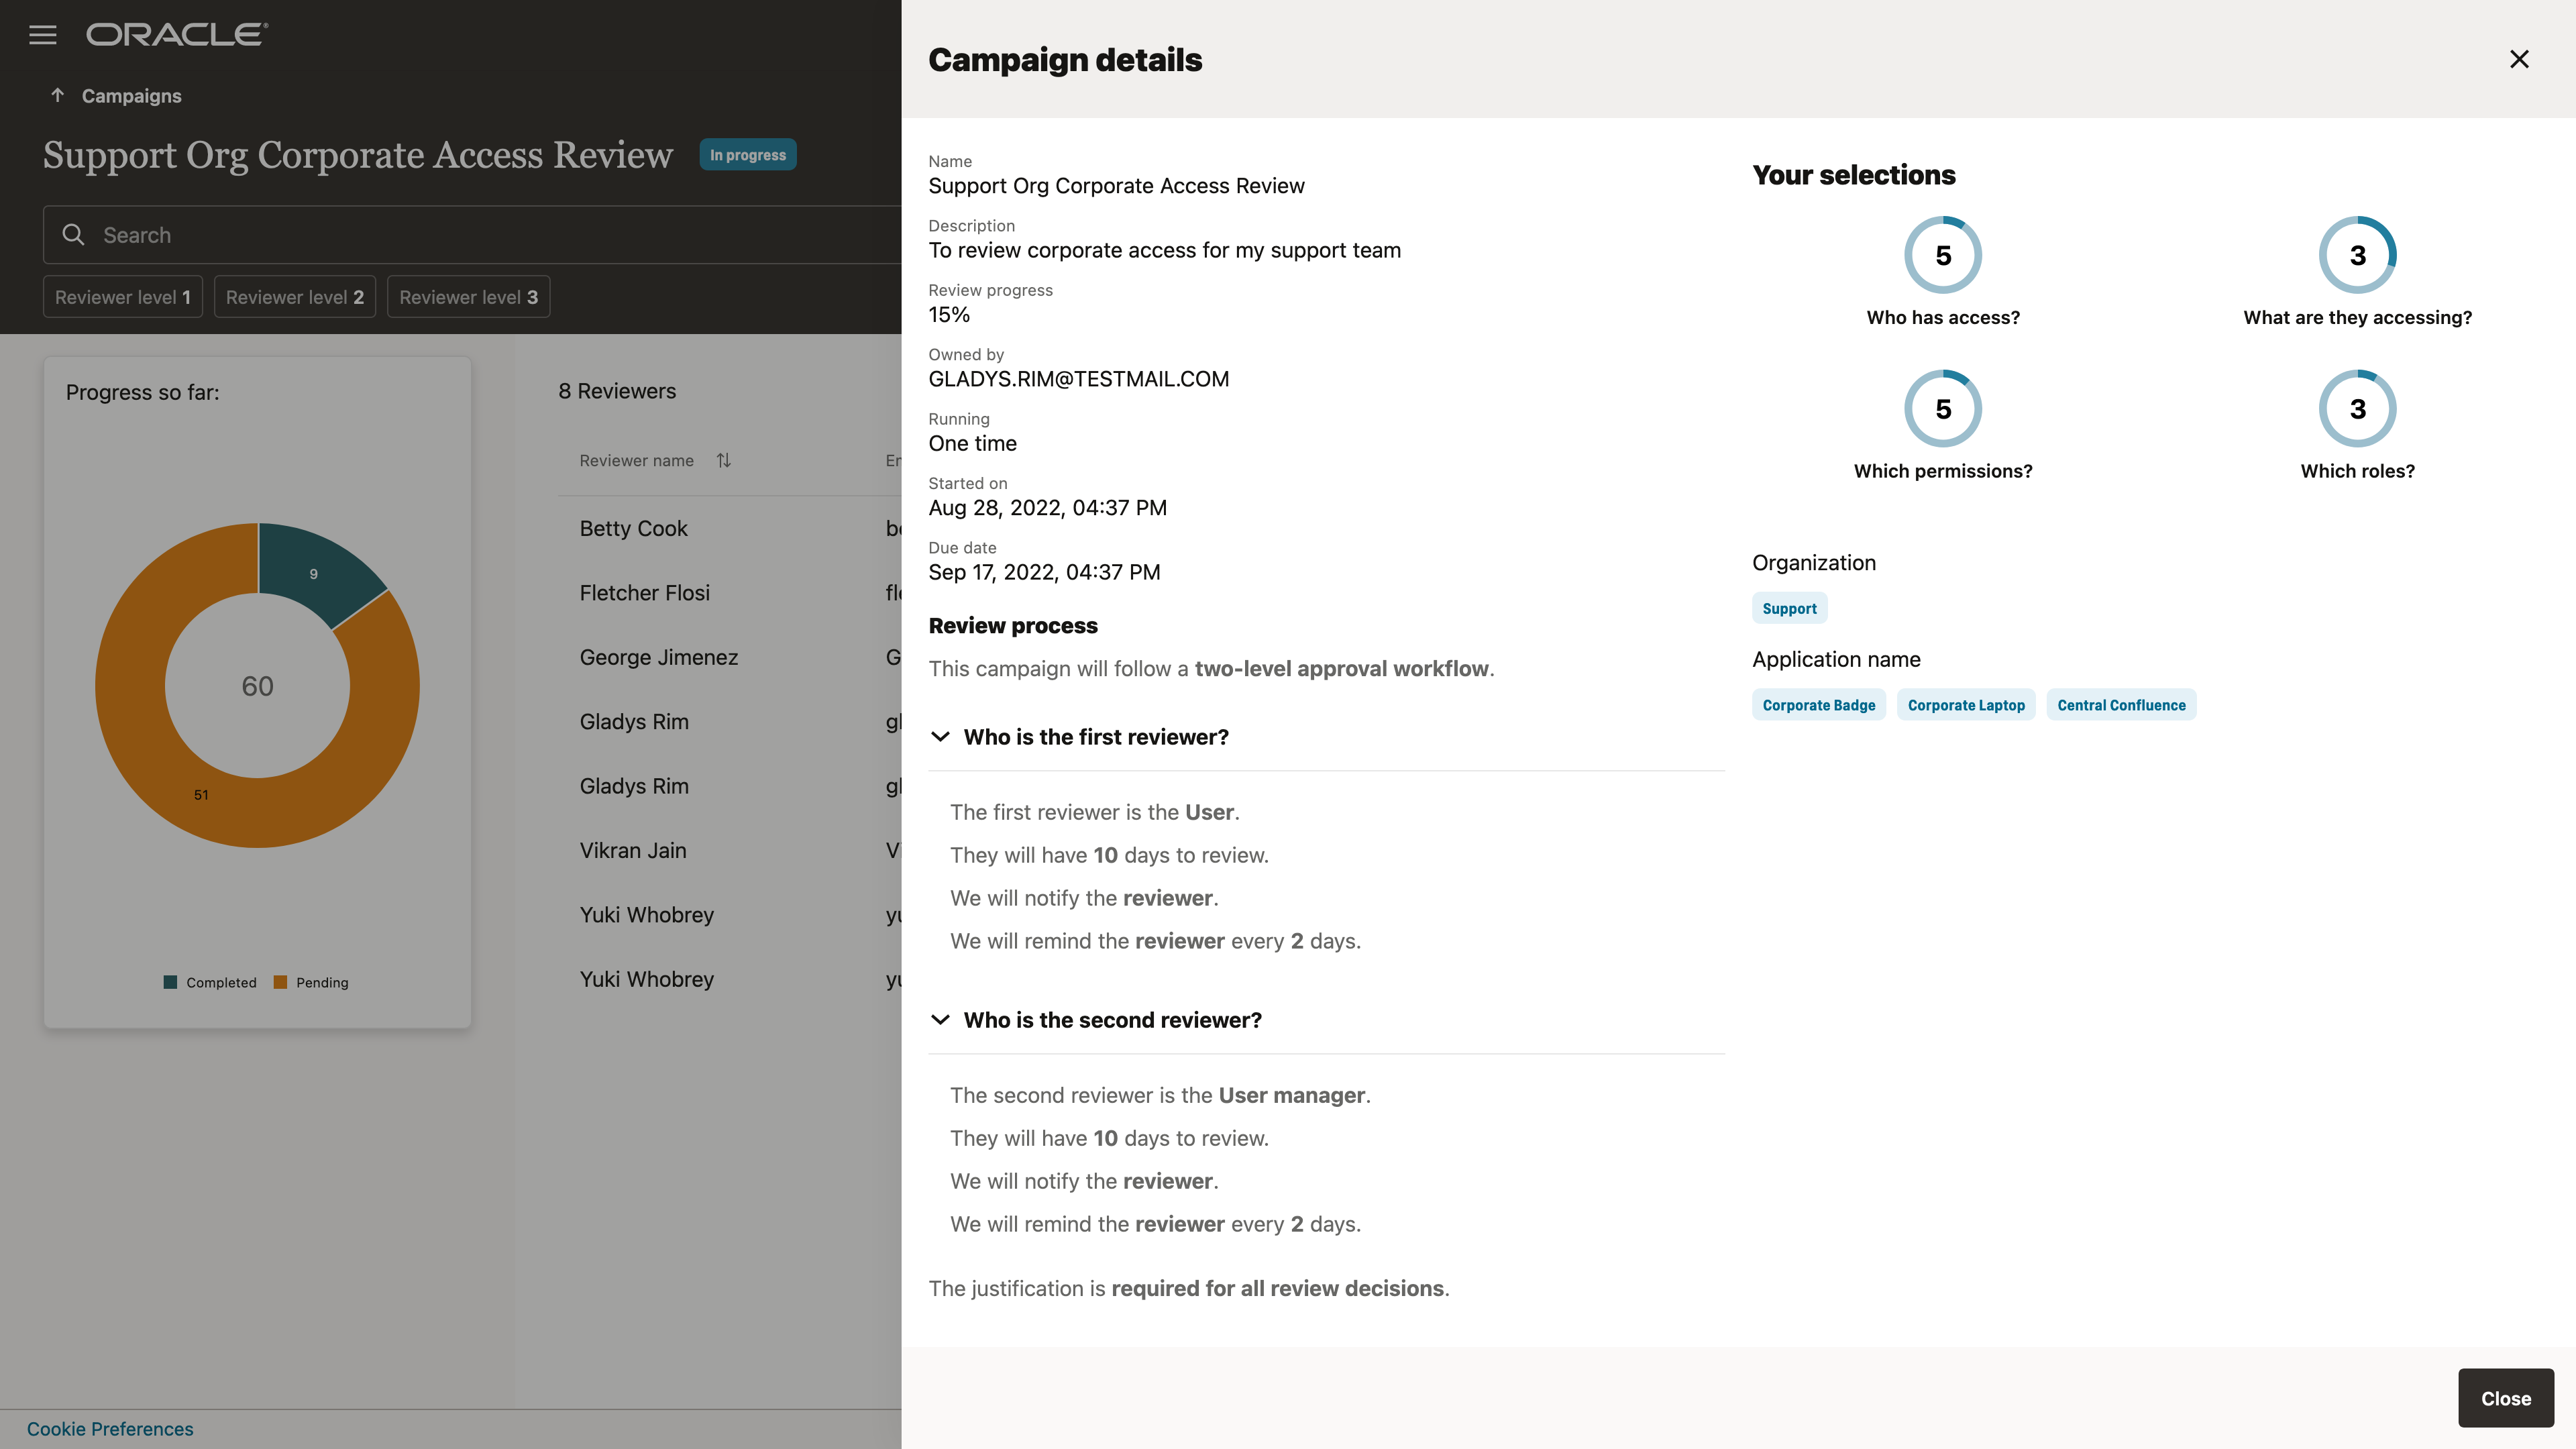 ORACLE
Campaigns
Support Org Corporate Access Review In progress
Search
Reviewer level 1 Reviewer level 2 Reviewer level 3
Progress so far:
9
60
51
Completed Pending
8 Reviewers
Reviewer name
Betty Cook
Fletcher Flosi
George Jimenez
Gladys Rim
Gladys Rim
Vikran Jain
Yuki Whobrey
Yuki Whobrey
Cookie Preferences
Campaign details
Name
Support Org Corporate Access Review
Description
To review corporate access for my support team
Review progress
15%
Owned by
GLADYS.RIM@TESTMAIL.COM
Running
One time
Started on
Aug 28, 2022, 04:37 PM
Due date
Sep 17, 2022, 04:37 PM
Review process
This campaign will follow a two-level approval workflow.
Who is the first reviewer?
The first reviewer is the User.
They will have 10 days to review.
We will notify the reviewer.
We will remind the reviewer every 2 days.
Who is the second reviewer?
The second reviewer is the User manager.
They will have 10 days to review.
We will notify the reviewer.
We will remind the reviewer every 2 days.
The justification is required for all review decisions.
Your selections
5 3
Who has access? What are they accessing?
5 3
Which permissions? Which roles?
Organization
Support
Application name
Corporate Badge Corporate Laptop Central Confluence
Close